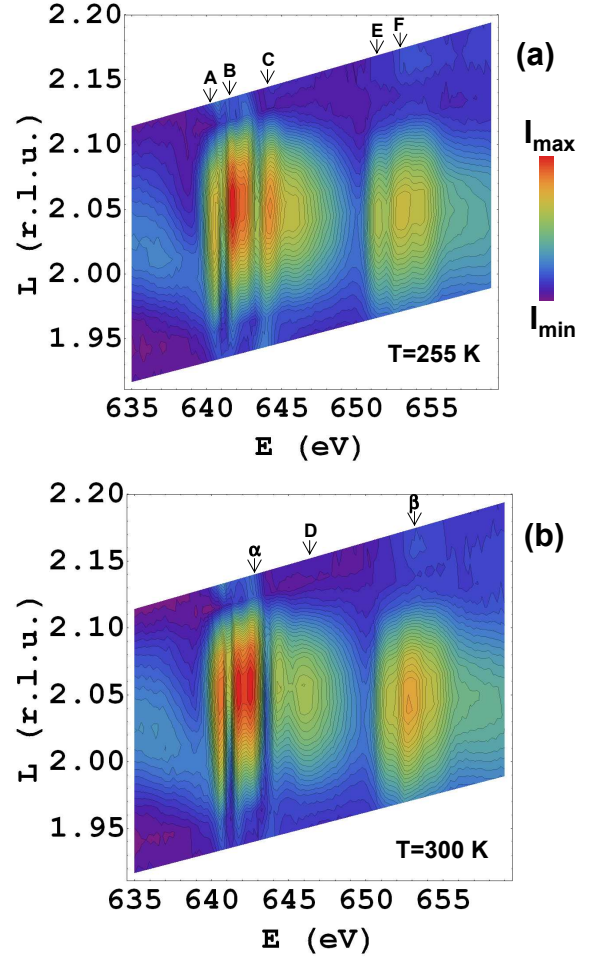 2.20
(a)
E F
2.15
C
B
A
2.10
I max
2.05
L (r.l.u.)
2.00
I min
1.95
T=255 K
635 640 645 650 655
E (eV)
2.20
β
(b)
2.15
α D
2.10
2.05
L (r.l.u.)
2.00
1.95
T=300 K
635 640 645 650 655
E (eV)